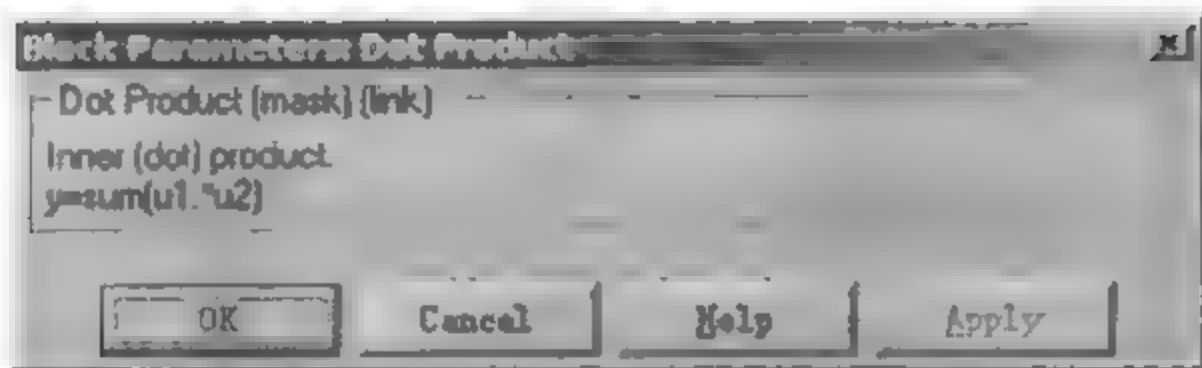 Block Parameters: Dot Product
Dot Product (mask) (link)
Inner (dot) product.
y=sum(u1.*u2)
OK Cancel Help Apply